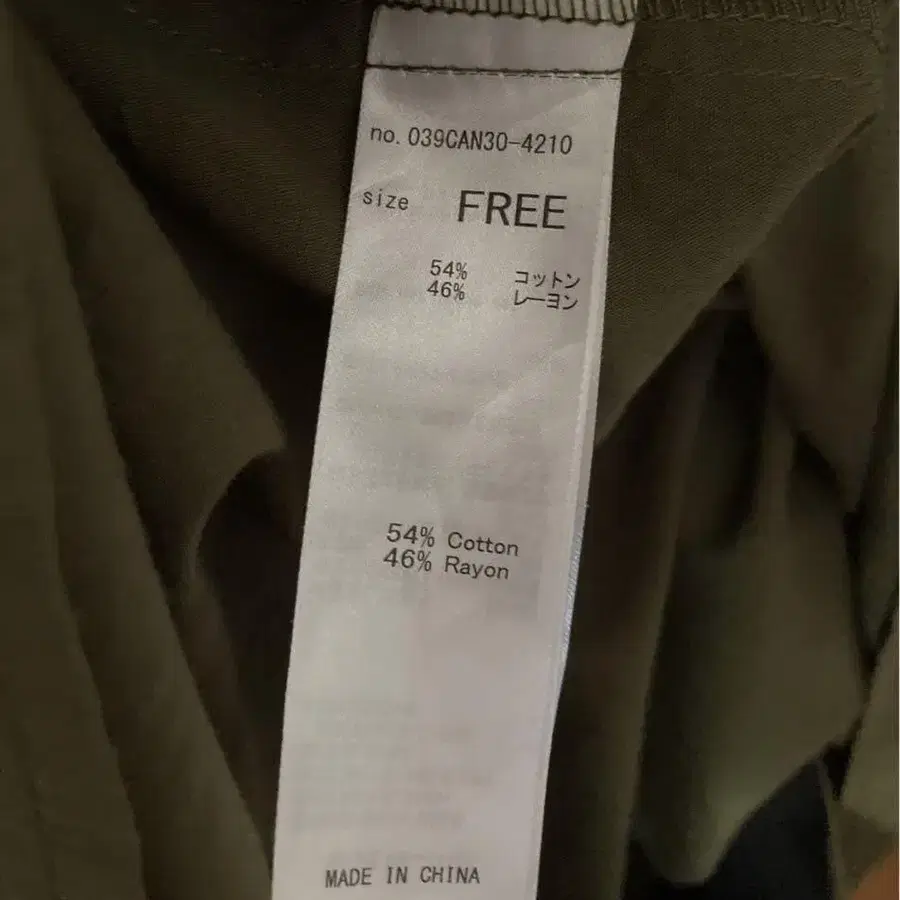 no. 039CAN30-4210
size FREE
54% コットン
46% レーヨン
54% Cotton
46% Rayon
MADE IN CHINA